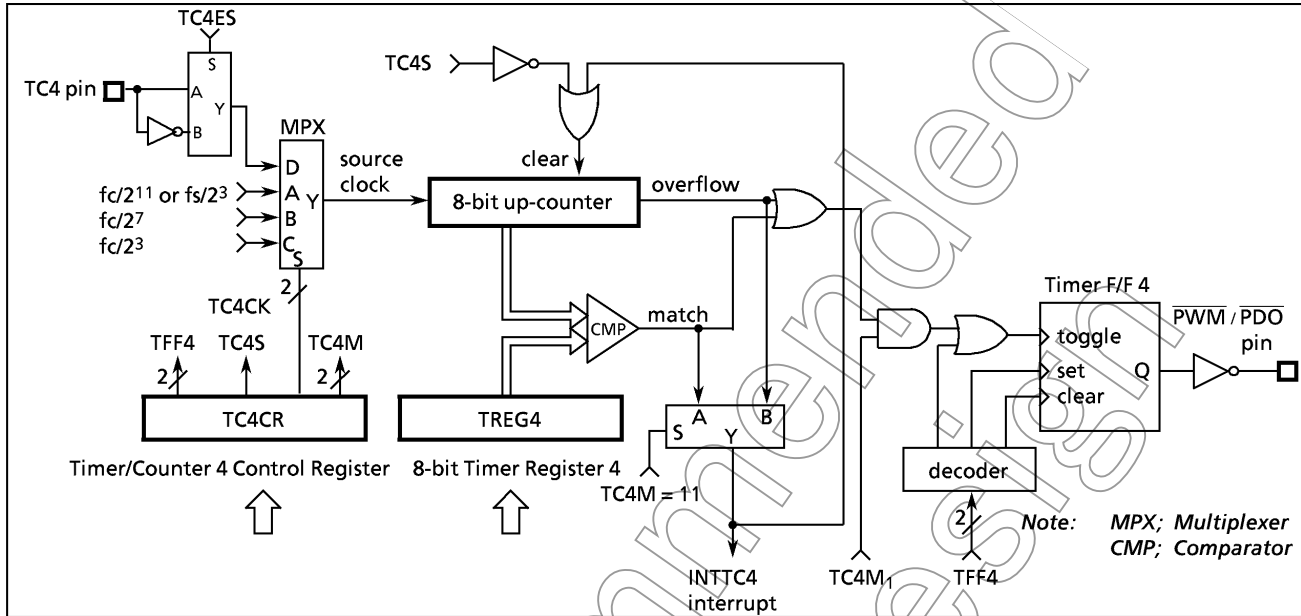 TC4ES
TC4 pin
S
A
Y
B
MPX
D
A
Y
B
C
S
fc/2¹¹ or fs/2³
fc/2⁷
fc/2³
source
clock
TC4S
clear
8-bit up-counter
overflow
2
TC4CK
CMP
match
TFF4
TC4S
TC4M
2
2
TC4CR
TREG4
Timer/Counter 4 Control Register
8-bit Timer Register 4
A
B
S
Y
TC4M = 11
INTTC4
interrupt
TC4M₁
TFF4
2
decoder
Timer F/F 4
toggle
set
clear
Q
P̅W̅M̅ / P̅D̅O̅
pin
Note: MPX; Multiplexer
CMP; Comparator